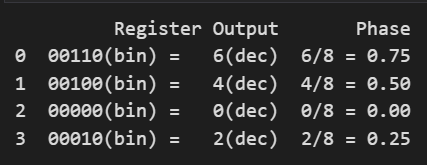 Register Output Phase
0 00110(bin) = 6(dec) 6/8 = 0.75
1 00100(bin) = 4(dec) 4/8 = 0.50
2 00000(bin) = 0(dec) 0/8 = 0.00
3 00010(bin) = 2(dec) 2/8 = 0.25